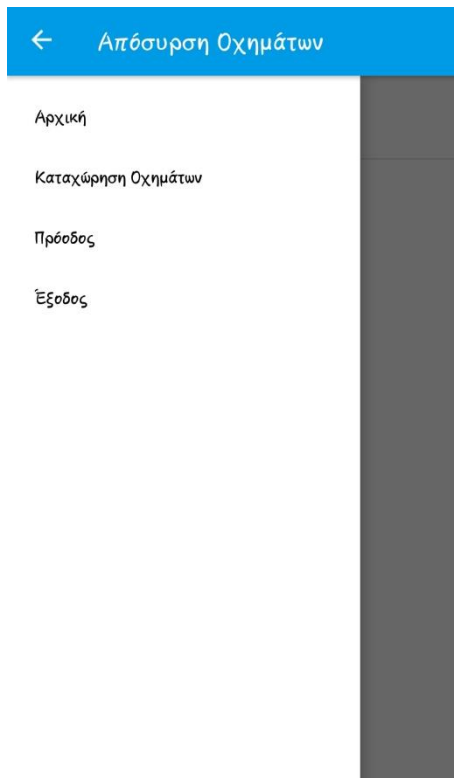 Απόσυρση Οχημάτων
Αρχική
Καταχώρηση Οχημάτων
Πρόοδος
Έξοδος